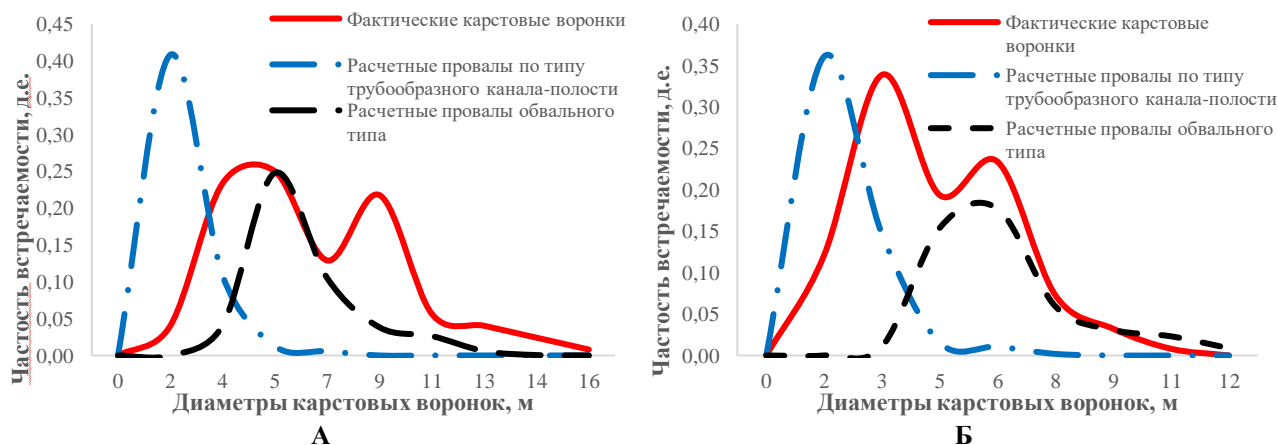 Частость встречаемости, д.е.
0,45
0,40
0,35
0,30
0,25
0,20
0,15
0,10
0,05
0,00
Фактические карстовые воронки
Расчетные провалы по типу
трубообразного канала-полости
Расчетные провалы обвального
типа
0 2 4 5 7 9 11 13 14 16
Диаметры карстовых воронок, м
А
Частость встречаемости, д.е.
0,40
0,35
0,30
0,25
0,20
0,15
0,10
0,05
0,00
Фактические карстовые
воронки
Расчетные провалы по типу
трубообразного канала-полости
Расчетные провалы обвального
типа
0 2 3 5 6 8 9 11 12
Диаметры карстовых воронок, м
Б